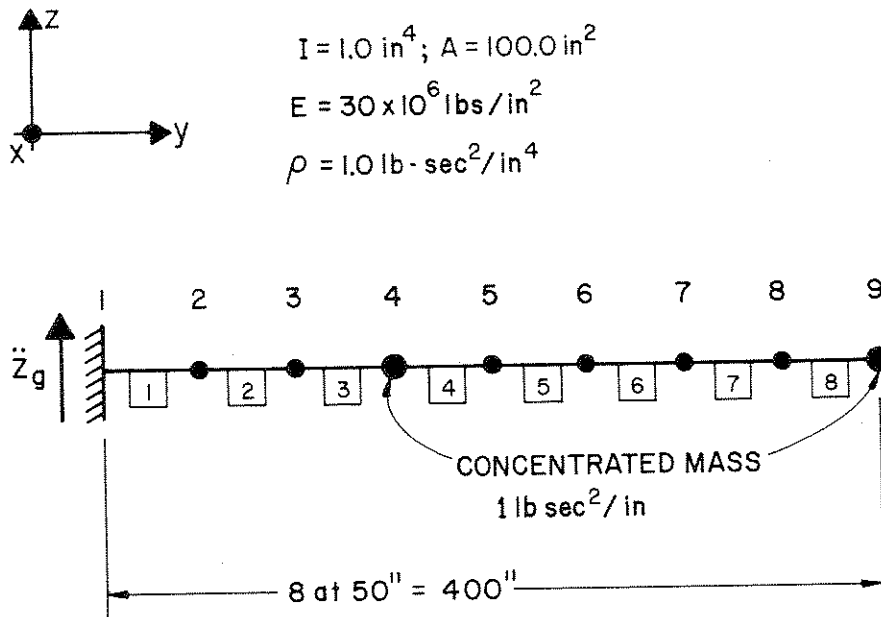 z
y
x
I = 1.0 in⁴; A = 100.0 in²
E = 30 x 10⁶ lbs/in²
ρ = 1.0 lb - sec²/in⁴
1 2 3 4 5 6 7 8 9
z̈g
1 2 3 4 5 6 7 8
CONCENTRATED MASS
1 lb sec²/in
8 at 50" = 400"